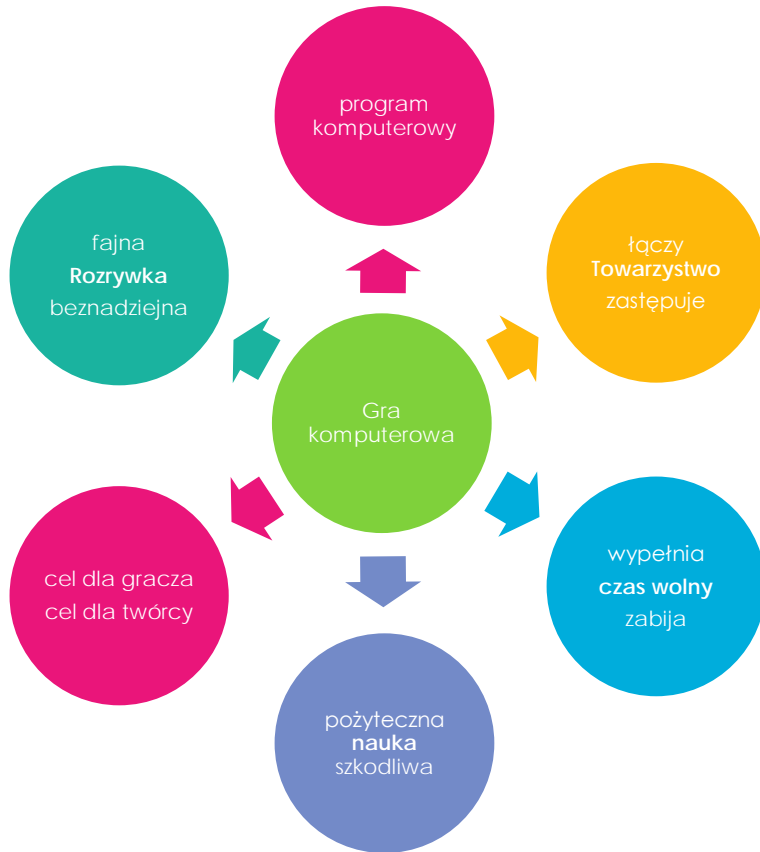 program
komputerowy
łączy
Towarzystwo
zastępuje
wypełnia
czas wolny
zabija
pożyteczna
nauka
szkodliwa
cel dla gracza
cel dla twórcy
fajna
Rozrywka
beznadziejna
Gra
komputerowa